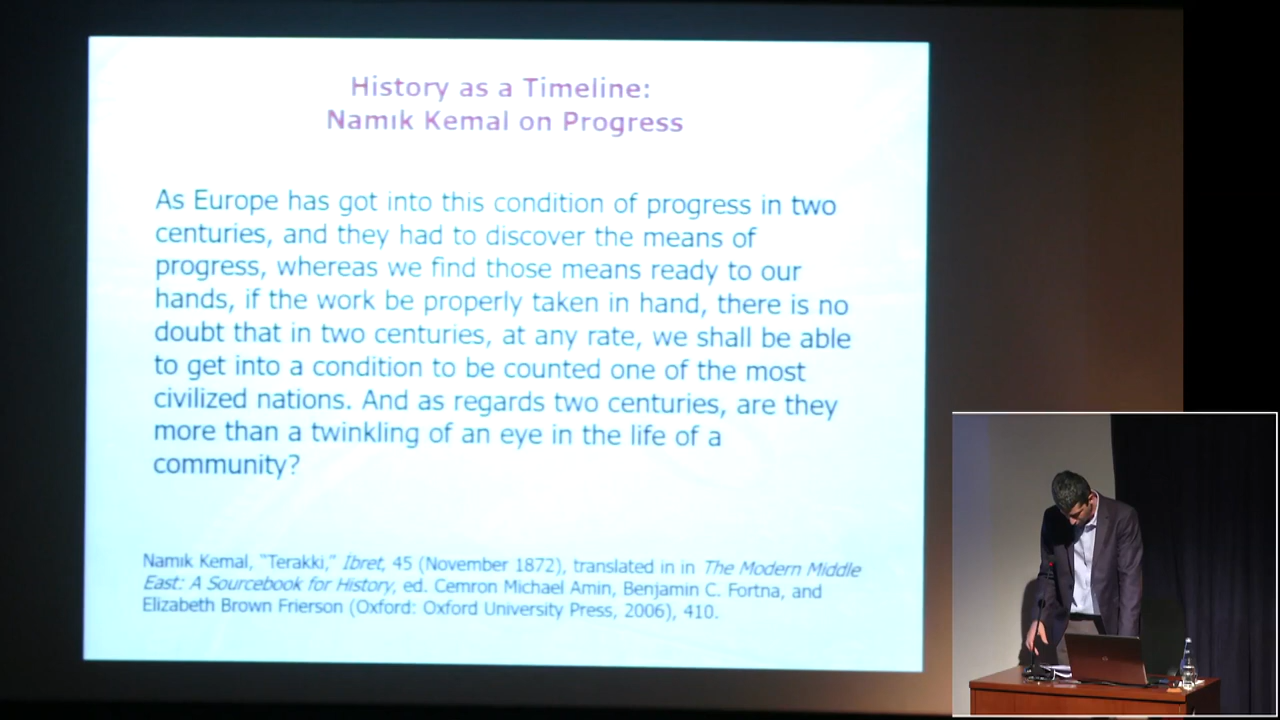 History as a Timeline:
Namık Kemal on Progress
As Europe has got into this condition of progress in two
centuries, and they had to discover the means of
progress, whereas we find those means ready to our
hands, if the work be properly taken in hand, there is no
doubt that in two centuries, at any rate, we shall be able
to get into a condition to be counted one of the most
civilized nations. And as regards two centuries, are they
more than a twinkling of an eye in the life of a
community?
Namık Kemal, "Terakki," Ibret, 45 (November 1872), translated in in The Modern Middle
East: A Sourcebook for History, ed. Cemron Michael Amin, Benjamin C. Fortna, and
Elizabeth Brown Frierson (Oxford: Oxford University Press, 2006), 410.